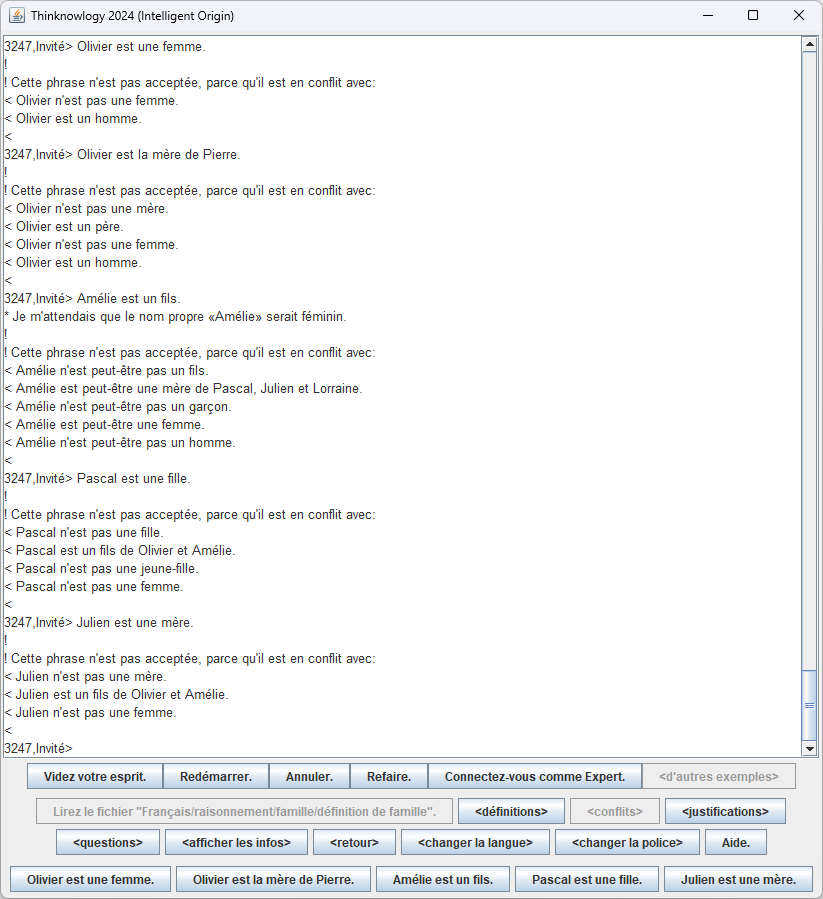 Thinknowlogy 2024 (Intelligent Origin)
3247,Invité> Olivier est une femme.
!
! Cette phrase n'est pas acceptée, parce qu'il est en conflit avec:
< Olivier n'est pas une femme.
< Olivier est un homme.
<
3247,Invité> Olivier est la mère de Pierre.
!
! Cette phrase n'est pas acceptée, parce qu'il est en conflit avec:
< Olivier n'est pas une mère.
< Olivier est un père.
< Olivier n'est pas une femme.
< Olivier est un homme.
<
3247,Invité> Amélie est un fils.
* Je m'attendais que le nom propre «Amélie» serait féminin.
!
! Cette phrase n'est pas acceptée, parce qu'il est en conflit avec:
< Amélie n'est peut-être pas un fils.
< Amélie est peut-être une mère de Pascal, Julien et Lorraine.
< Amélie n'est peut-être pas un garçon.
< Amélie est peut-être une femme.
< Amélie n'est peut-être pas un homme.
<
3247,Invité> Pascal est une fille.
!
! Cette phrase n'est pas acceptée, parce qu'il est en conflit avec:
< Pascal n'est pas une fille.
< Pascal est un fils de Olivier et Amélie.
< Pascal n'est pas une jeune-fille.
< Pascal n'est pas une femme.
<
3247,Invité> Julien est une mère.
!
! Cette phrase n'est pas acceptée, parce qu'il est en conflit avec:
< Julien n'est pas une mère.
< Julien est un fils de Olivier et Amélie.
< Julien n'est pas une femme.
<
3247,Invité>
Videz votre esprit. Redémarrer. Annuler. Refaire. Connectez-vous comme Expert. <d'autres exemples>
Lirez le fichier "Français/raisonnement/famille/définition de famille". <définitions> <conflits> <justifications>
<questions> <afficher les infos> <retour> <changer la langue> <changer la police> Aide.
Olivier est une femme. Olivier est la mère de Pierre. Amélie est un fils. Pascal est une fille. Julien est une mère.